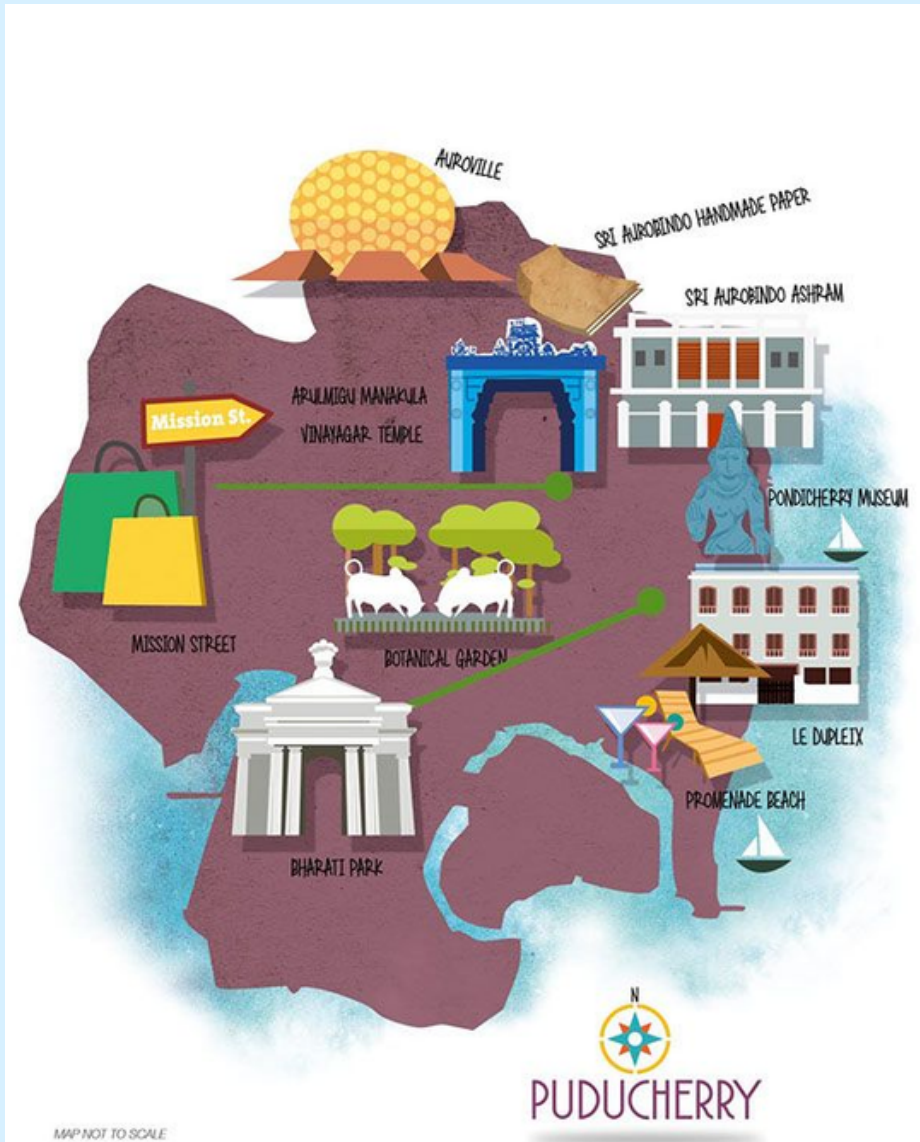 AUROVILLE
SRI AUROBINDO HANDMADE PAPER
SRI AUROBINDO ASHRAM
ARULMIGU MANAKULA
VINAYAGAR TEMPLE
Mission St.
PONDICHERRY MUSEUM
MISSION STREET
BOTANICAL GARDEN
LE DUPLEIX
PROMENADE BEACH
BHARATI PARK
N
PUDUCHERRY
MAP NOT TO SCALE